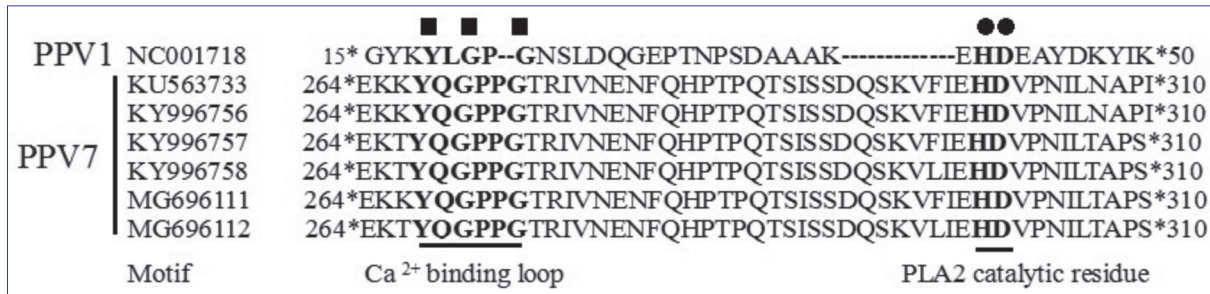 PPV1 NC001718 15* GYKYLGP--GNSLDQGEPTNPSDAAAK-------------EHDEAYDKYIK*50
KU563733 264*EKKYQGPPGTRIVNENFQHPTPQTSISSDQSKVFIEHDVPNILNAPI*310
KY996756 264*EKKYQGPPGTRIVNENFQHPTPQTSISSDQSKVFIEHDVPNILNAPI*310
PPV7 KY996757 264*EKTYQGPPGTRIVNENFQHPTPQTSISSDQSKVFIEHDVPNILTAPS*310
KY996758 264*EKTYQGPPGTRIVNENFQHPTPQTSISSDQSKVLIEHDVPNILTAPS*310
MG696111 264*EKKYQGPPGTRIVNENFQHPTPQTSISSDQSKVFIEHDVPNILTAPS*310
MG696112 264*EKTYQGPPGTRIVNENFQHPTPQTSISSDQSKVLIEHDVPNILTAPS*310
Motif Ca 2+ binding loop PLA2 catalytic residue